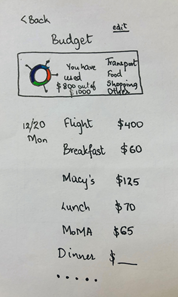 < Back
edit
Budget
You have used $800 out of $1000
Transport
Food
Shopping
Others
12/20 Mon
Flight $400
Breakfast $60
Macy's $125
Lunch $70
MoMA $65
Dinner $__
.....